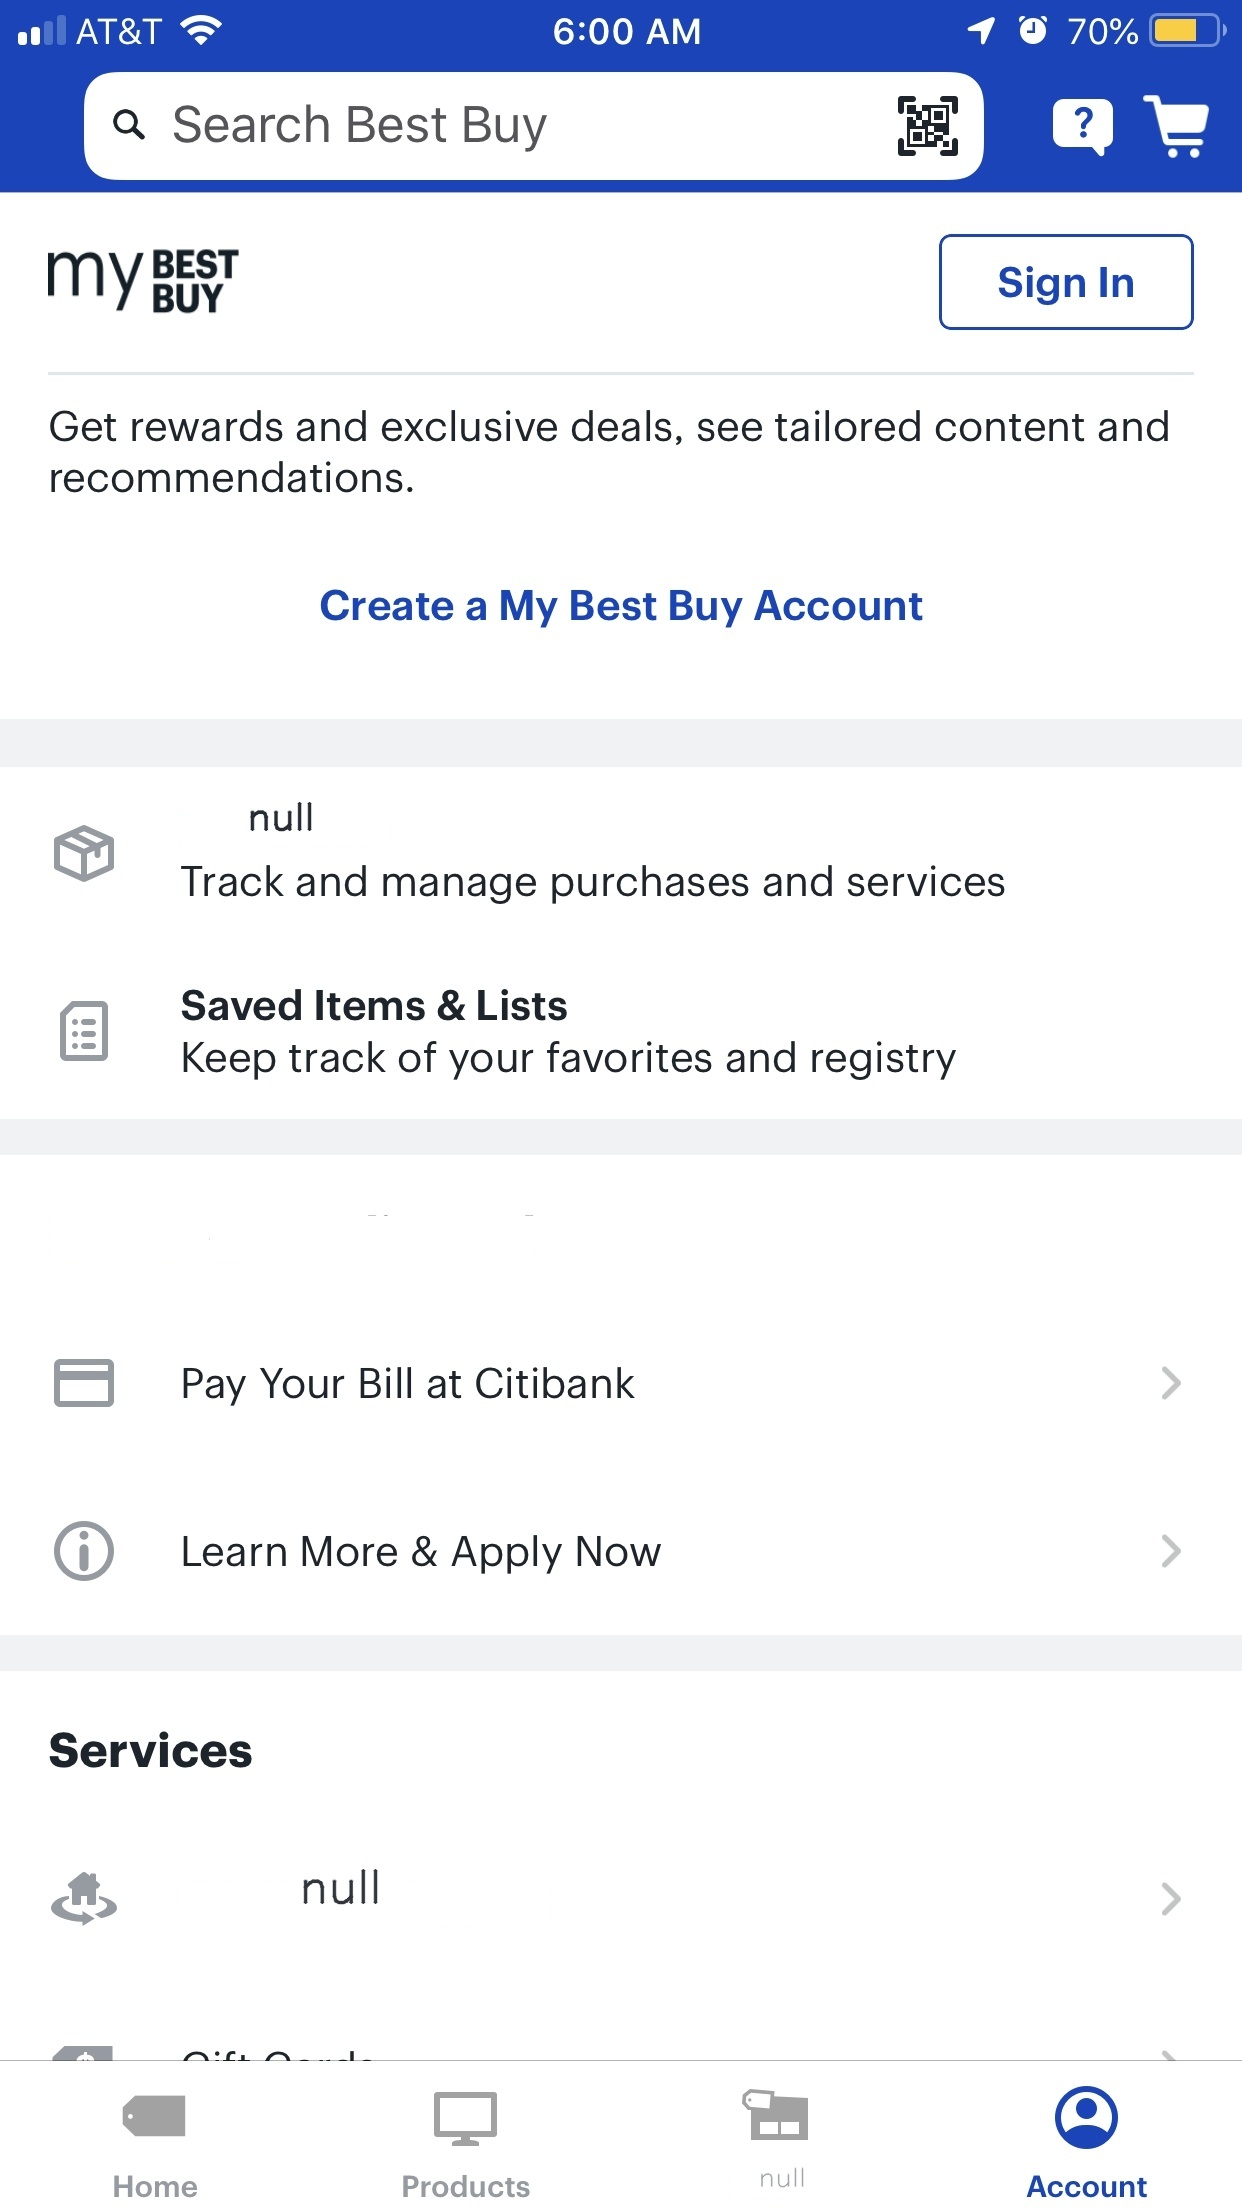 AT&T 6:00 AM 70%
Search Best Buy
my BEST BUY
Sign In
Get rewards and exclusive deals, see tailored content and
recommendations.
Create a My Best Buy Account
null
Track and manage purchases and services
Saved Items & Lists
Keep track of your favorites and registry
Pay Your Bill at Citibank
Learn More & Apply Now
Services
null
Gift Cards
Home Products null Account